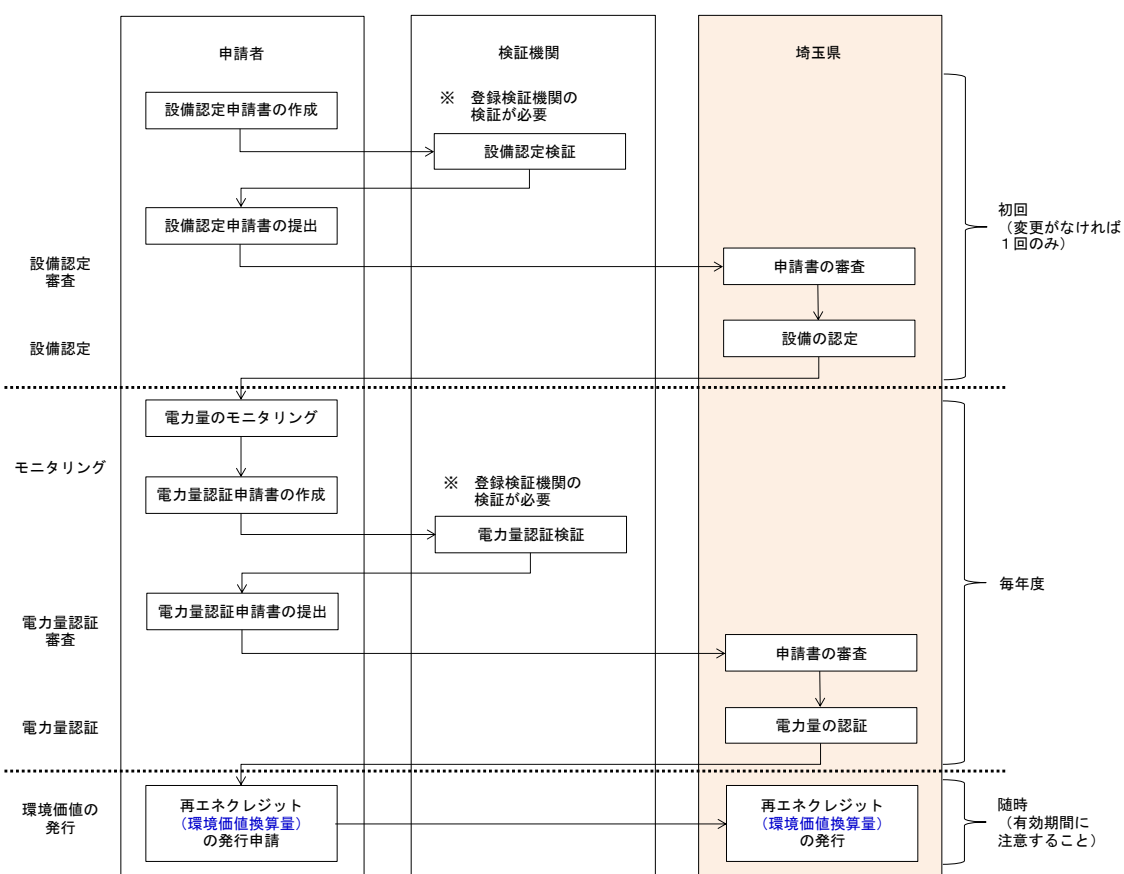 申請者
検証機関
埼玉県
設備認定申請書の作成
※　登録検証機関の
検証が必要
設備認定検証
設備認定申請書の提出
初回
（変更がなければ
１回のみ）
設備認定
審査
申請書の審査
設備認定
設備の認定
電力量のモニタリング
モニタリング
電力量認証申請書の作成
※　登録検証機関の
検証が必要
電力量認証検証
毎年度
電力量認証申請書の提出
電力量認証
審査
申請書の審査
電力量認証
電力量の認証
環境価値の
発行
再エネクレジット
（環境価値換算量）
の発行申請
再エネクレジット
（環境価値換算量）
の発行
随時
（有効期間に
注意すること）